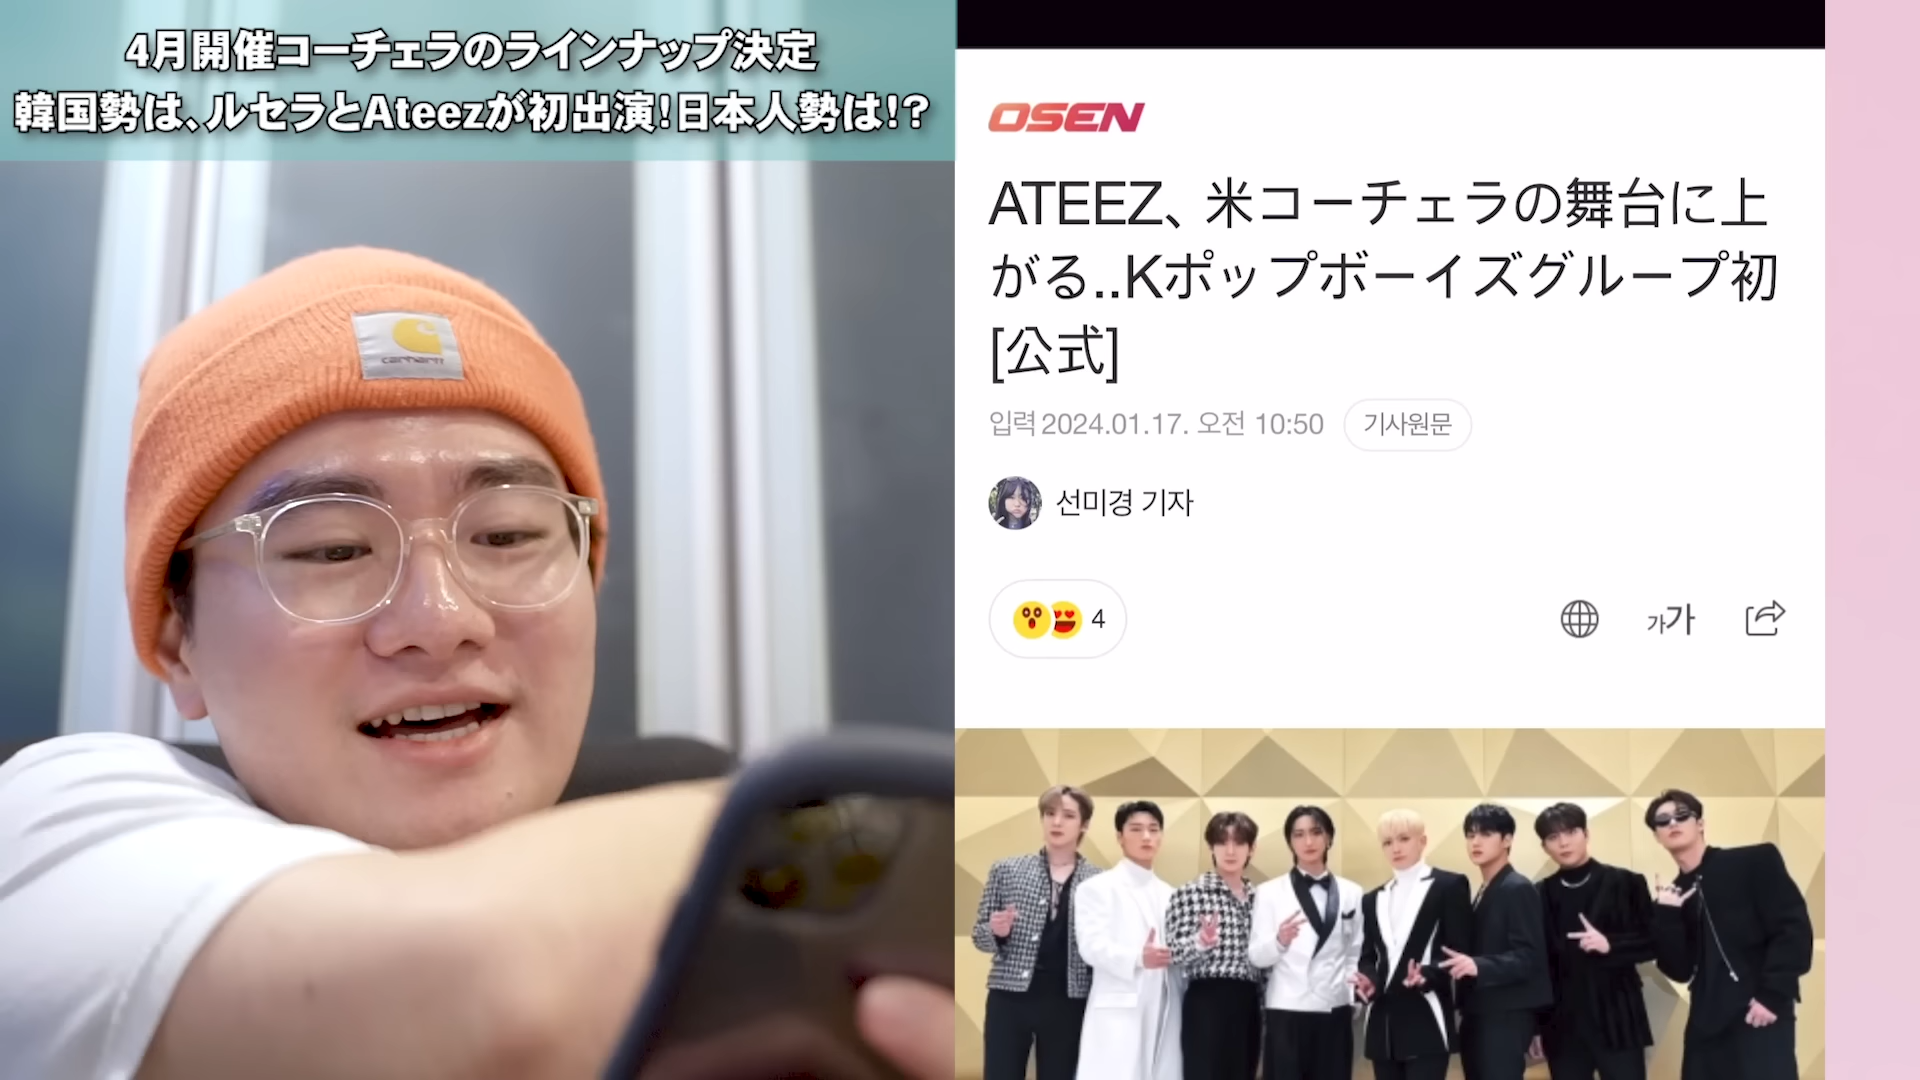 4月開催コーチェラのラインナップ決定
韓国勢は、ルセラとAteezが初出演!日本人勢は!?
carhartt
OSEN
ATEEZ、米コーチェラの舞台に上
がる..Kポップボーイズグループ初
[公式]
입력 2024.01.17. 오전 10:50 기사원문
선미경 기자
4
가가